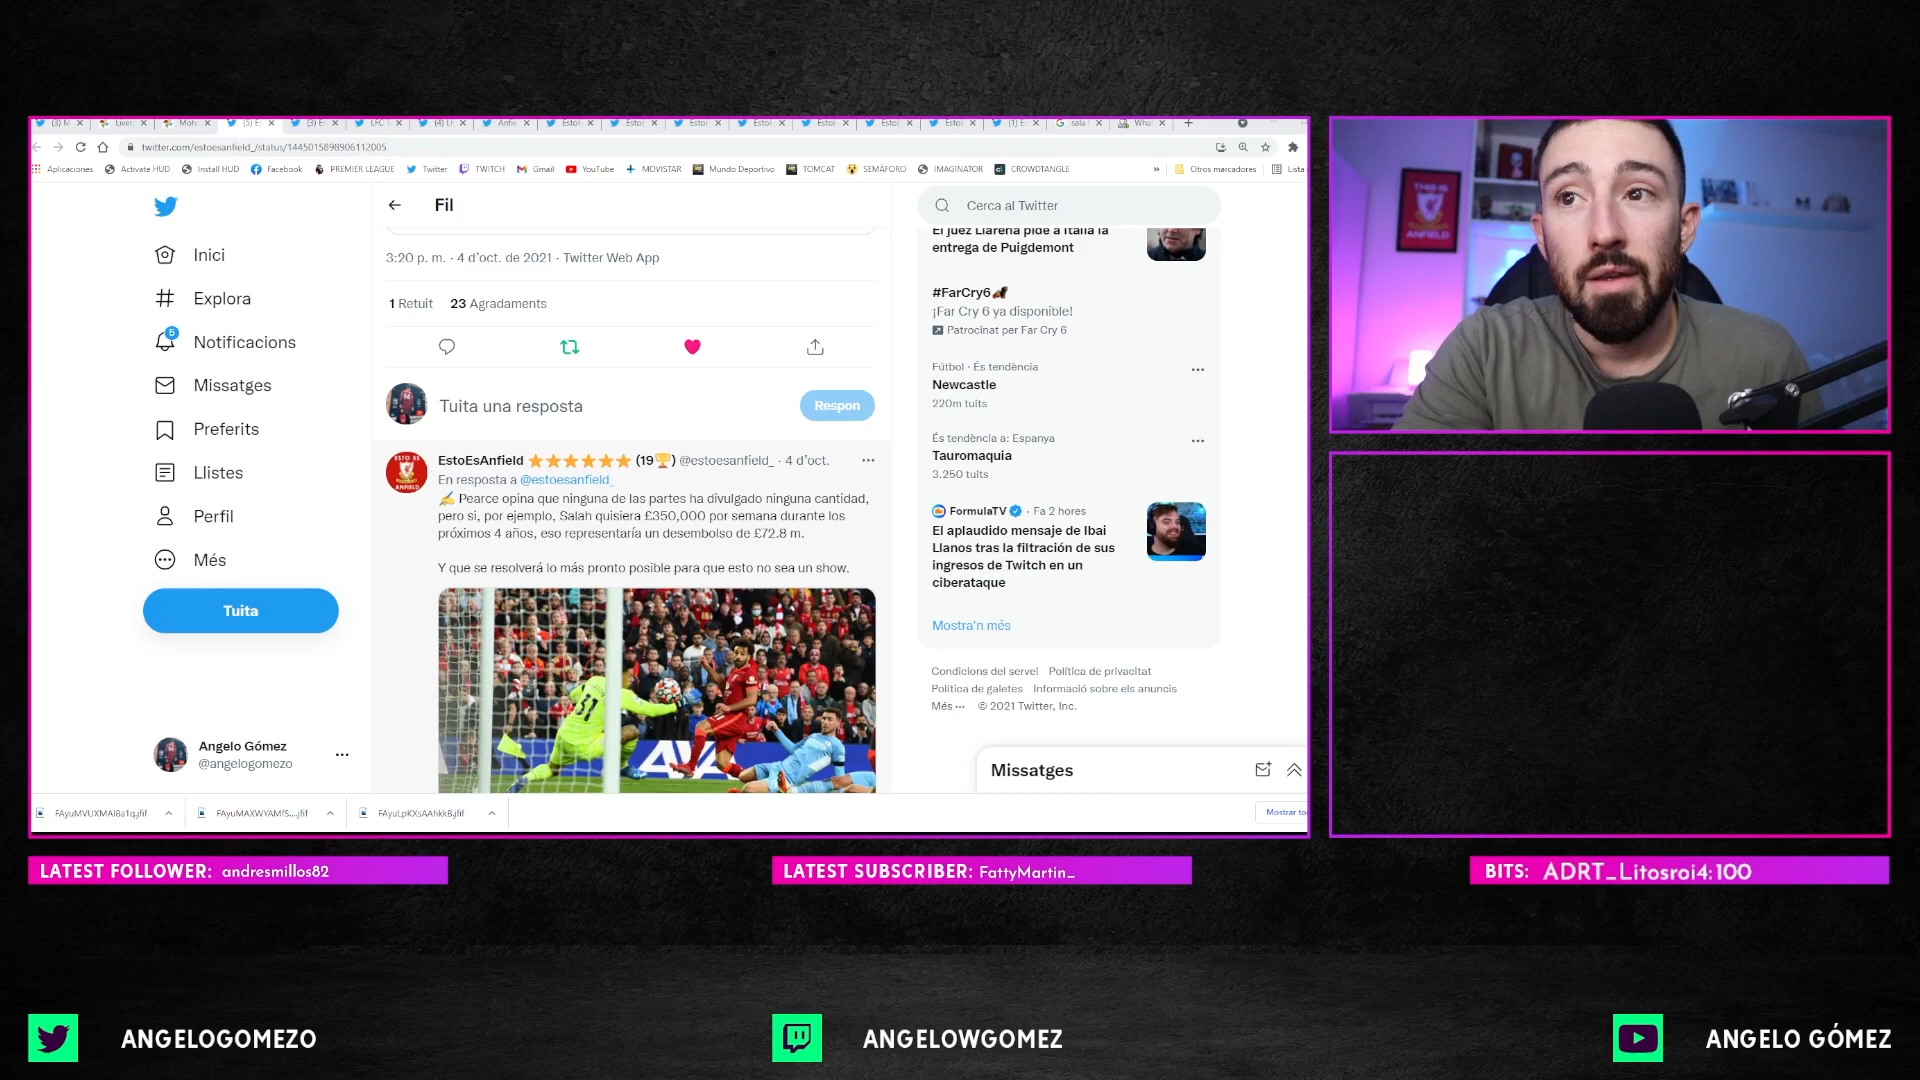 twitter.com/estoesanfield_/status/1445015898906112005
Aplicaciones Activate HUD Install HUD Facebook PREMIER LEAGUE Twitter TWITCH Gmail YouTube MOVISTAR Mundo Deportivo TOMCAT SEMÁFORO IMAGINATOR CROWDTANGLE » Otros marcadores Lista
Inici
Explora
5
Notificacions
Missatges
Preferits
Llistes
Perfil
Més
Tuita
Angelo Gómez
@angelogomezo
Fil
3:20 p. m. · 4 d’oct. de 2021 · Twitter Web App
1 Retuit 23 Agradaments
Tuita una resposta
Respon
EstoEsAnfield ⭐⭐⭐⭐⭐⭐ (19🏆) @estoesanfield_ · 4 d’oct.
En resposta a @estoesanfield_
✍️ Pearce opina que ninguna de las partes ha divulgado ninguna cantidad,
pero si, por ejemplo, Salah quisiera £350,000 por semana durante los
próximos 4 años, eso representaría un desembolso de £72.8 m.
Y que se resolverá lo más pronto posible para que esto no sea un show.
31
Cerca al Twitter
El juez Llarena pide a Italia la
entrega de Puigdemont
#FarCry6
¡Far Cry 6 ya disponible!
Patrocinat per Far Cry 6
Fútbol · És tendència
Newcastle
220m tuits
És tendència a: Espanya
Tauromaquia
3.250 tuits
FormulaTV · Fa 2 hores
El aplaudido mensaje de Ibai
Llanos tras la filtración de sus
ingresos de Twitch en un
ciberataque
Mostra'n més
Condicions del servei Política de privacitat
Política de galetes Informació sobre els anuncis
Més ··· © 2021 Twitter, Inc.
Missatges
Mostrar to
THIS IS
ANFIELD
LATEST FOLLOWER: andresmillos82
LATEST SUBSCRIBER: FattyMartin_
BITS: ADRT_Litosroi4: 100
ANGELOGOMEZO
ANGELOWGOMEZ
ANGELO GÓMEZ